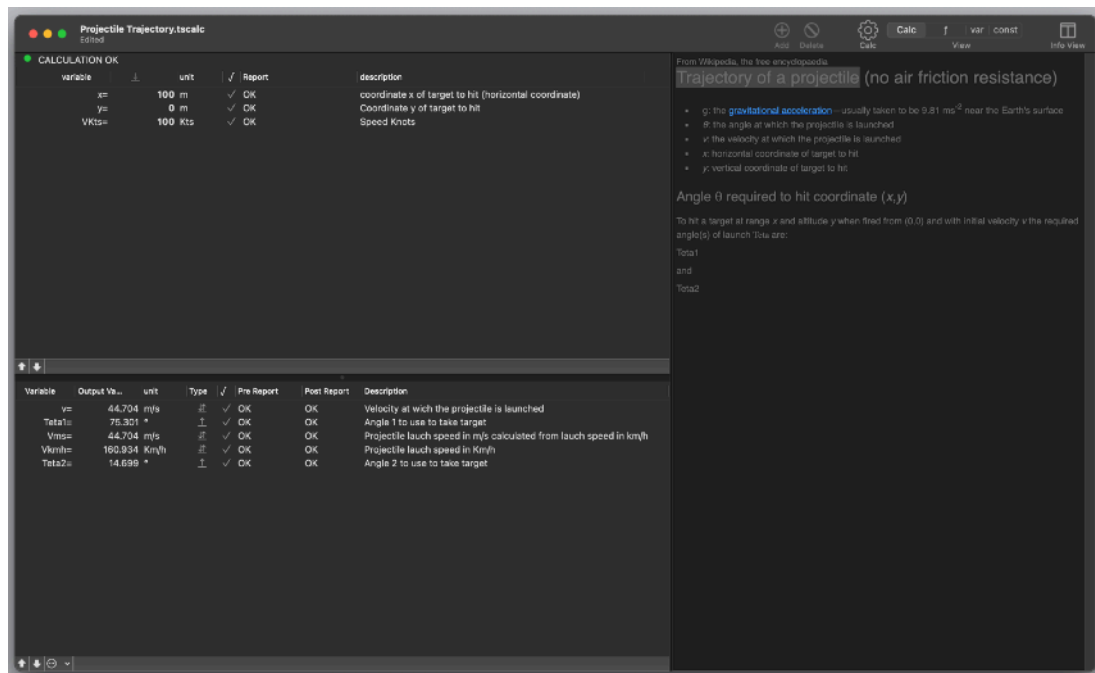 Projectile Trajectory.tscalc
Edited
Add Delete Calc Calc f var const View Info View
CALCULATION OK
variable unit √ Report description
x= 100 m ✓ OK coordinate x of target to hit (horizontal coordinate)
y= 0 m ✓ OK Coordinate y of target to hit
VKts= 100 Kts ✓ OK Speed Knots
Variable Output Va... unit Type √ Pre Report Post Report Description
v= 44.704 m/s ✓ OK OK Velocity at wich the projectile is launched
Teta1= 75.301 ° ✓ OK OK Angle 1 to use to take target
Vms= 44.704 m/s ✓ OK OK Projectile lauch speed in m/s calculated from lauch speed in km/h
Vkmh= 160.934 Km/h ✓ OK OK Projectile lauch speed in Km/h
Teta2= 14.699 ° ✓ OK OK Angle 2 to use to take target
From Wikipedia, the free encyclopaedia
Trajectory of a projectile (no air friction resistance)
• g: the gravitational acceleration—usually taken to be 9.81 ms⁻² near the Earth's surface
• θ: the angle at which the projectile is launched
• v: the velocity at which the projectile is launched
• x: horizontal coordinate of target to hit
• y: vertical coordinate of target to hit
Angle θ required to hit coordinate (x,y)
To hit a target at range x and altitude y when fired from (0,0) and with initial velocity v the required
angle(s) of launch Teta are:
Teta1
and
Teta2